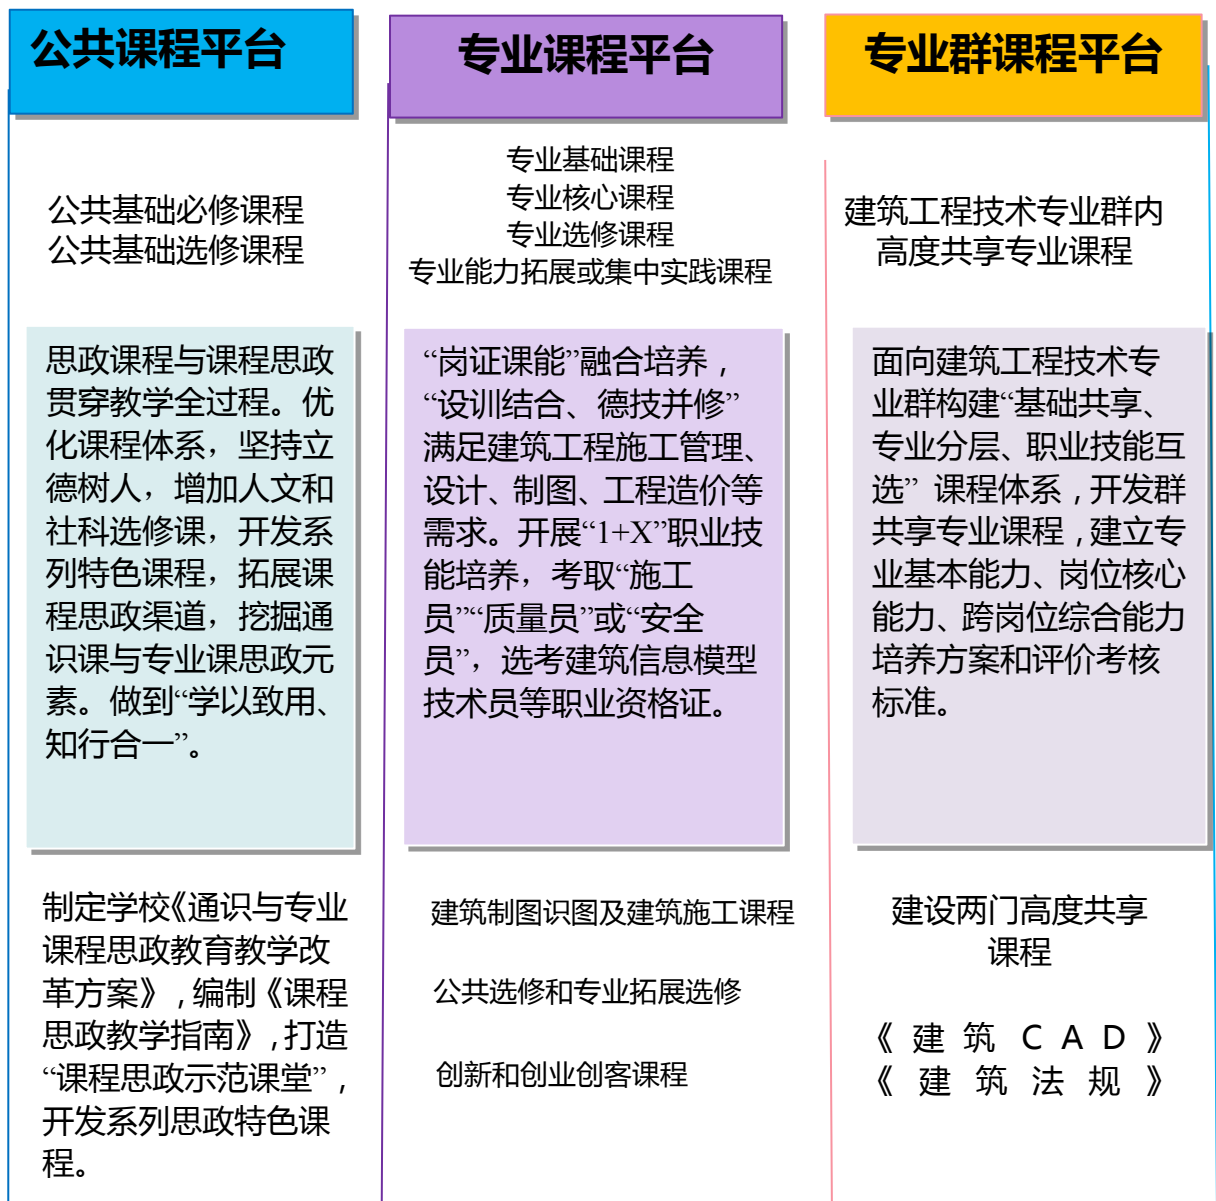 公共课程平台
公共基础必修课程
公共基础选修课程
思政课程与课程思政
贯穿教学全过程。优
化课程体系，坚持立
德树人，增加人文和
社科选修课，开发系
列特色课程，拓展课
程思政渠道，挖掘通
识课与专业课思政元
素。做到“学以致用、
知行合一”。
制定学校《通识与专业
课程思政教育教学改
革方案》，编制《课程
思政教学指南》，打造
“课程思政示范课堂”，
开发系列思政特色课
程。
专业课程平台
专业基础课程
专业核心课程
专业选修课程
专业能力拓展或集中实践课程
“岗证课能”融合培养，
“设训结合、德技并修”
满足建筑工程施工管理、
设计、制图、工程造价等
需求。开展“1+X”职业技
能培养，考取“施工
员”“质量员”或“安全
员”，选考建筑信息模型
技术员等职业资格证。
建筑制图识图及建筑施工课程
公共选修和专业拓展选修
创新和创业创客课程
专业群课程平台
建筑工程技术专业群内
高度共享专业课程
面向建筑工程技术专
业群构建“基础共享、
专业分层、职业技能互
选” 课程体系，开发群
共享专业课程，建立专
业基本能力、岗位核心
能力、跨岗位综合能力
培养方案和评价考核
标准。
建设两门高度共享
课程
《建筑CAD》
《建筑法规》